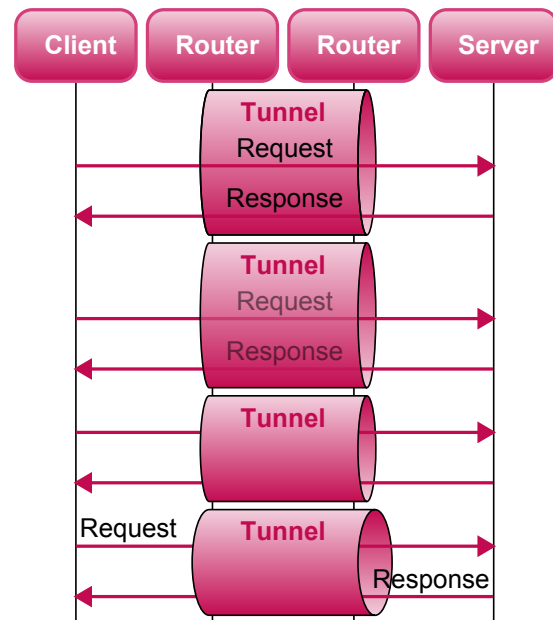 Client Router Router Server
Tunnel
Request
Response
Tunnel
Request
Response
Tunnel
Request Tunnel
Response